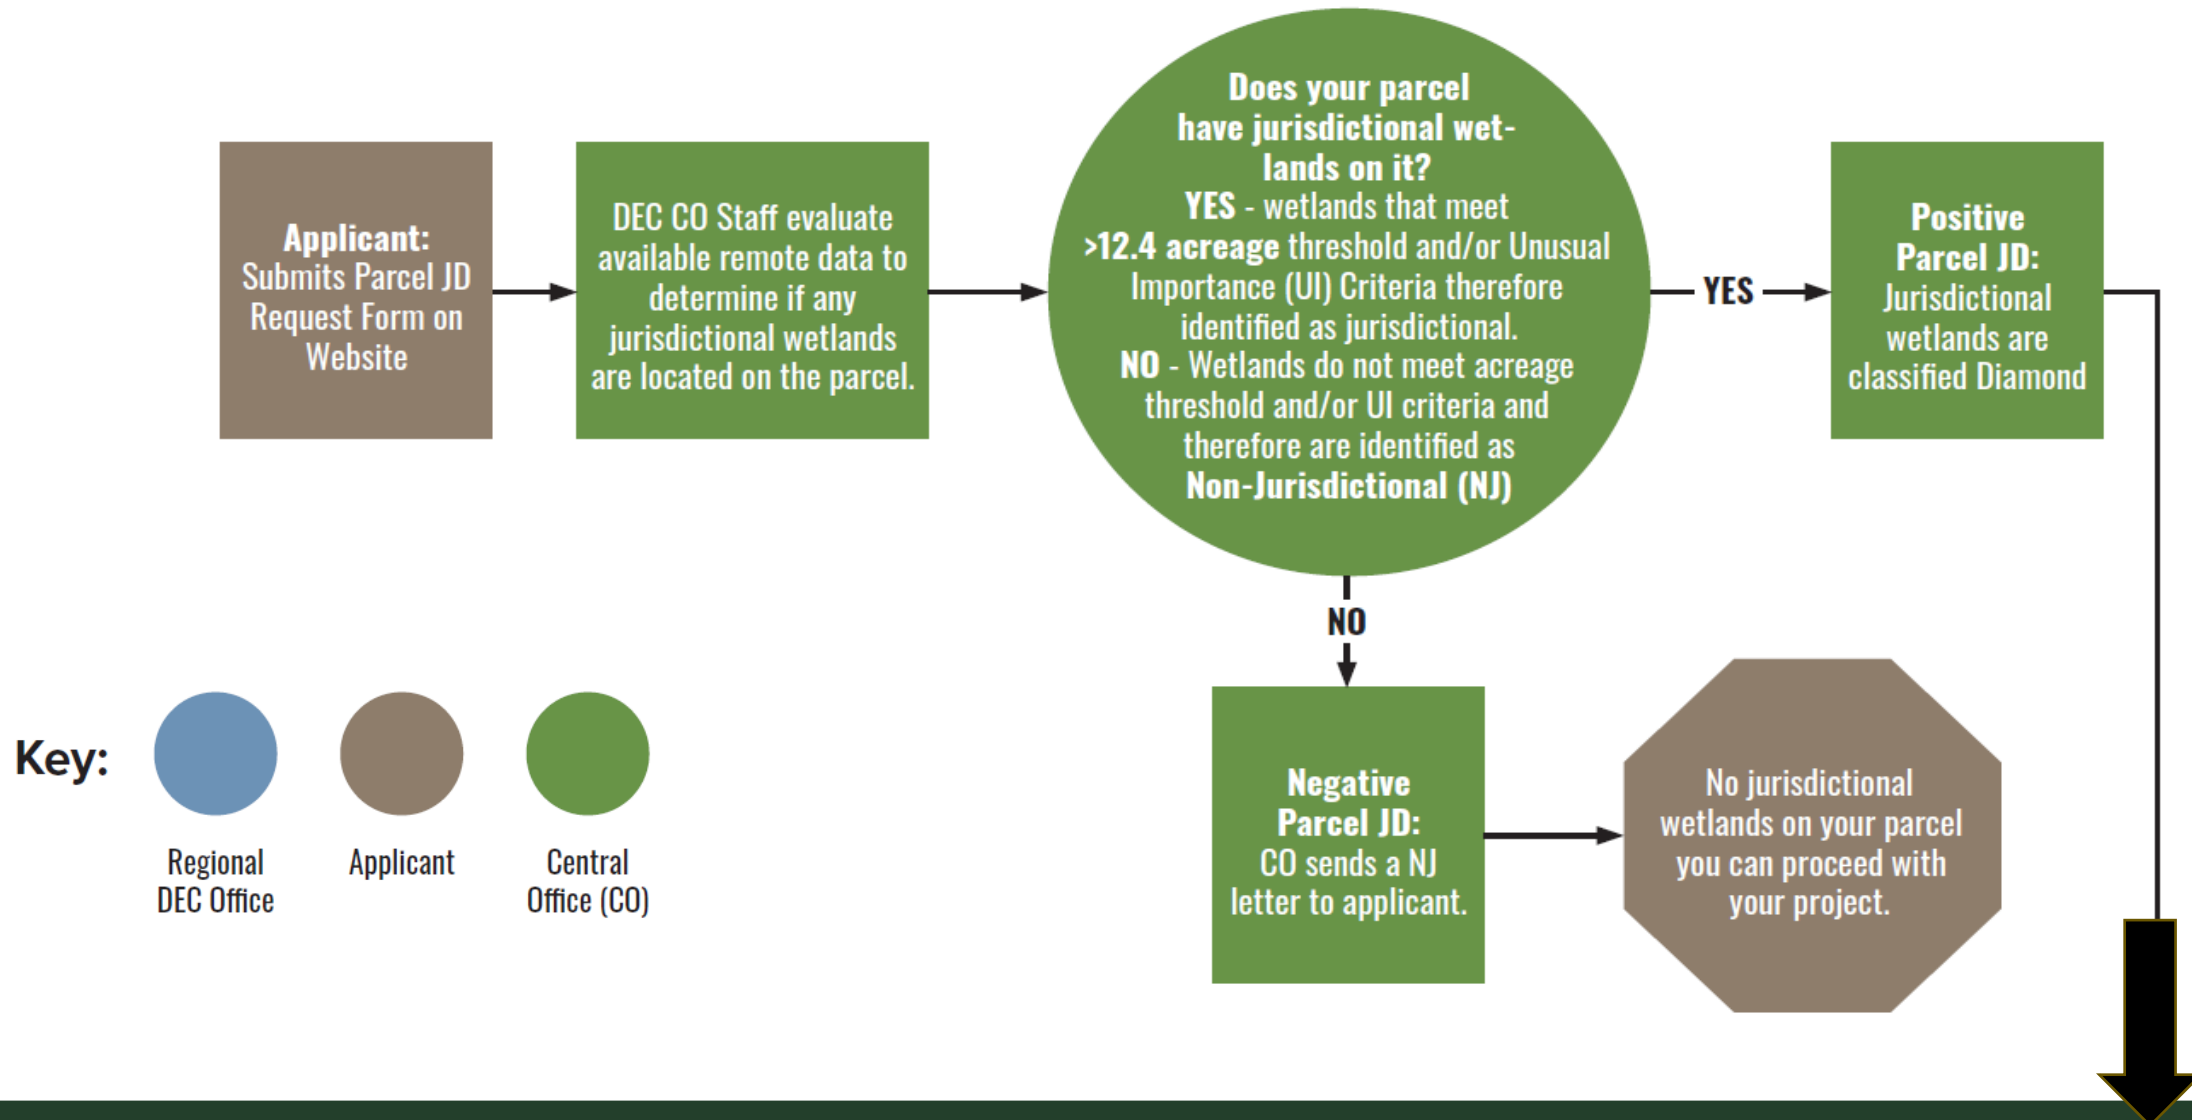 Applicant:
Submits Parcel JD
Request Form on
Website
DEC CO Staff evaluate
available remote data to
determine if any
jurisdictional wetlands
are located on the parcel.
Does your parcel
have jurisdictional wet-
lands on it?
YES - wetlands that meet
>12.4 acreage threshold and/or Unusual
Importance (UI) Criteria therefore
identified as jurisdictional.
NO - Wetlands do not meet acreage
threshold and/or UI criteria and
therefore are identified as
Non-Jurisdictional (NJ)
YES
Positive
Parcel JD:
Jurisdictional
wetlands are
classified Diamond
NO
Negative
Parcel JD:
CO sends a NJ
letter to applicant.
No jurisdictional
wetlands on your parcel
you can proceed with
your project.
Key:
Regional
DEC Office
Applicant
Central
Office (CO)